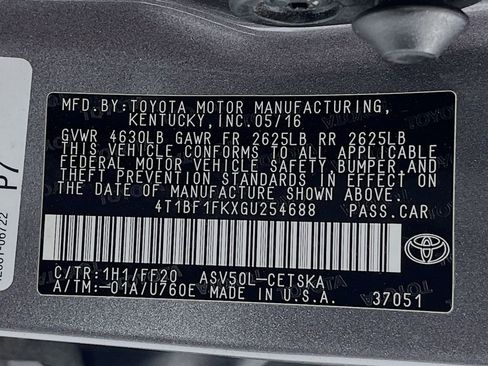 MFD.BY:TOYOTA MOTOR MANUFACTURING,
KENTUCKY, INC.05/16
GVWR 4630LB GAWR FR 2625LB RR 2625LB
THIS VEHICLE CONFORMS TO ALL APPLICABLE
FEDERAL MOTOR VEHICLE SAFETY,BUMPER,AND
THEFT PREVENTION STANDARDS IN EFFECT ON
THE DATE OF MANUFACTURE SHOWN ABOVE.
4T1BF1FKXGU254688 PASS.CAR
C/TR:1H1/FF20 ASV50L-CETSKA
A/TM:-01A/U760E MADE IN U.S.A. 37051
P7